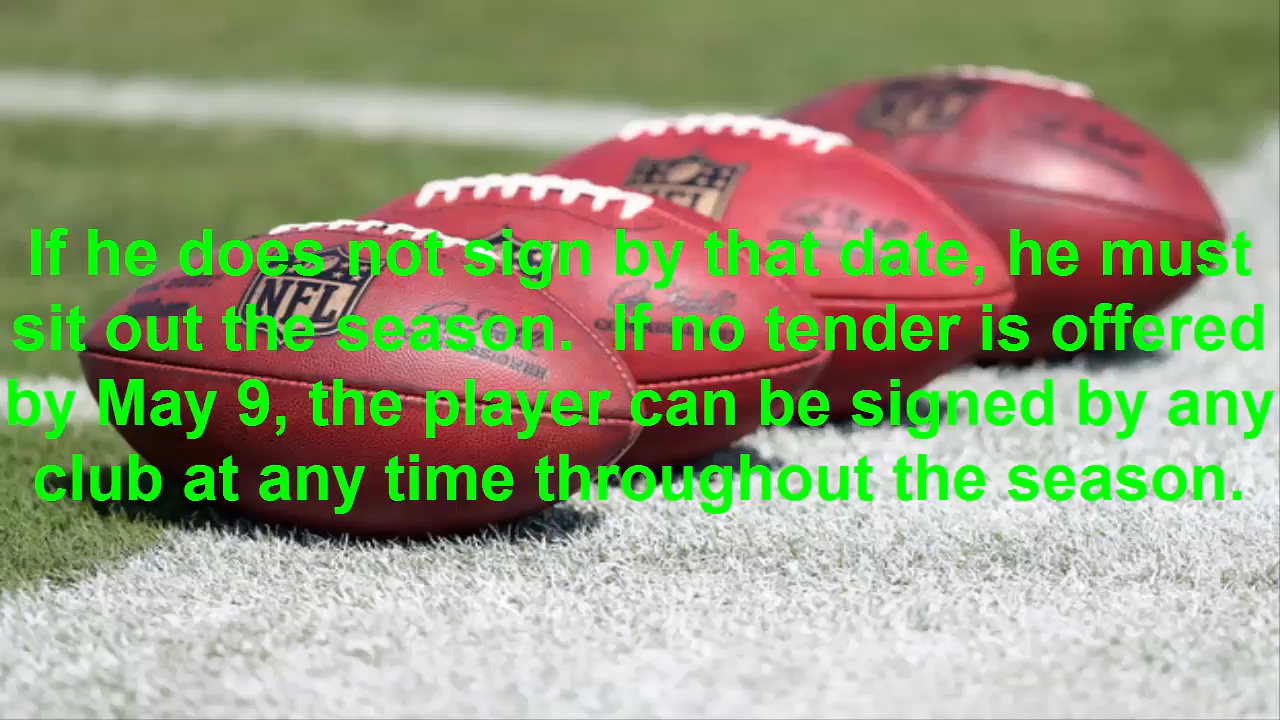 If he does not sign by that date, he must
sit out the season.  If no tender is offered
by May 9, the player can be signed by any
club at any time throughout the season.
NFL